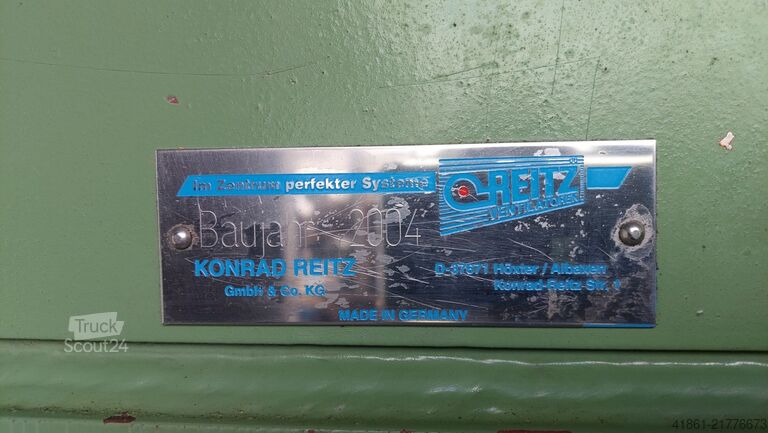 Im Zentrum perfekter Systeme
REITZ
VENTILATOREN
Baujahr 2004
KONRAD REITZ
GmbH & Co. KG
D-37671 Höxter / Albaxen
Konrad-Reitz-Str. 1
MADE IN GERMANY
Truck
Scout24
41861-21776673